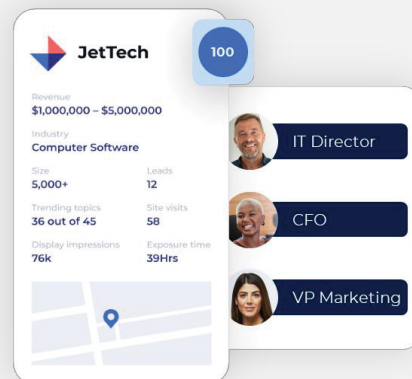 JetTech
100
Revenue
$1,000,000 – $5,000,000
Industry
Computer Software
Size Leads
5,000+ 12
Trending topics Site visits
36 out of 45 58
Display impressions Exposure time
76k 39Hrs
IT Director
CFO
VP Marketing